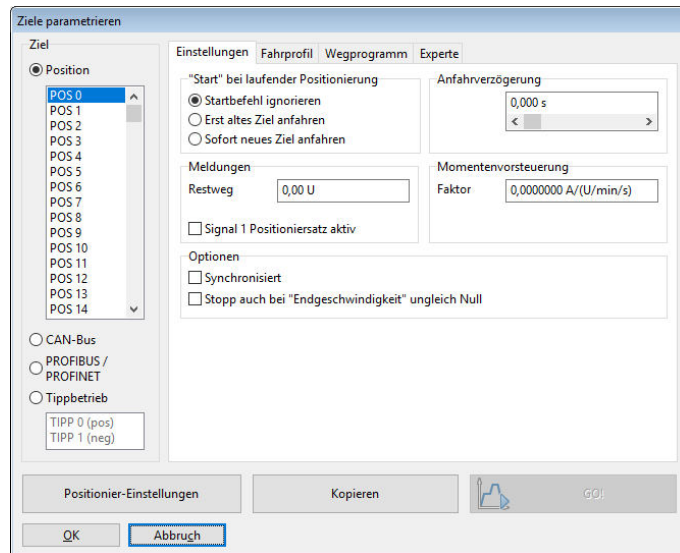 Ziele parametrieren
Ziel
Position
POS 0
POS 1
POS 2
POS 3
POS 4
POS 5
POS 6
POS 7
POS 8
POS 9
POS 10
POS 11
POS 12
POS 13
POS 14
CAN-Bus
PROFIBUS /
PROFINET
Tippbetrieb
TIPP 0 (pos)
TIPP 1 (neg)
Einstellungen Fahrprofil Wegprogramm Experte
"Start" bei laufender Positionierung
Startbefehl ignorieren
Erst altes Ziel anfahren
Sofort neues Ziel anfahren
Anfahrverzögerung
0,000 s
Meldungen
Restweg 0,00 U
Signal 1 Positioniersatz aktiv
Momentenvorsteuerung
Faktor 0,0000000 A/(U/min/s)
Optionen
Synchronisiert
Stopp auch bei "Endgeschwindigkeit" ungleich Null
Positionier-Einstellungen Kopieren GO!
OK Abbruch